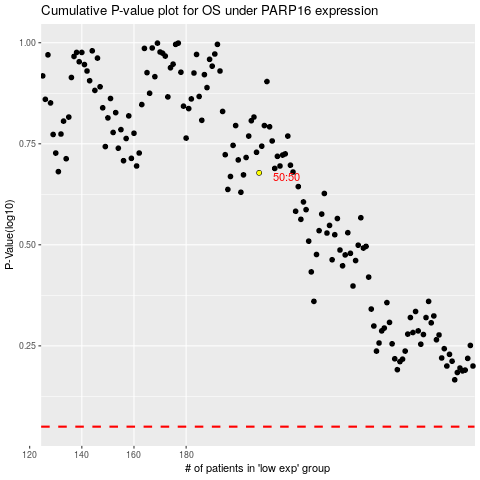 Cumulative P-value plot for OS under PARP16 expression
P-Value(log10)
1.00
0.75
0.50
0.25
50:50
120 140 160 180
# of patients in 'low exp' group